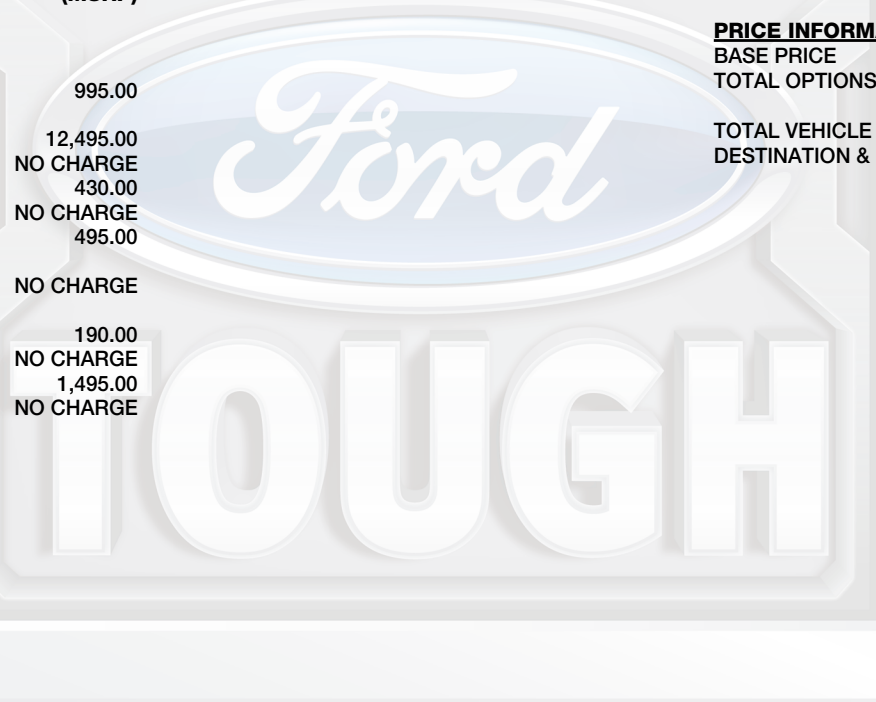 (MSRP)
995.00
12,495.00
NO CHARGE
430.00
NO CHARGE
495.00
NO CHARGE
190.00
NO CHARGE
1,495.00
NO CHARGE
PRICE INFORMA
BASE PRICE
TOTAL OPTIONS
TOTAL VEHICLE
DESTINATION &
Ford
TOUGH